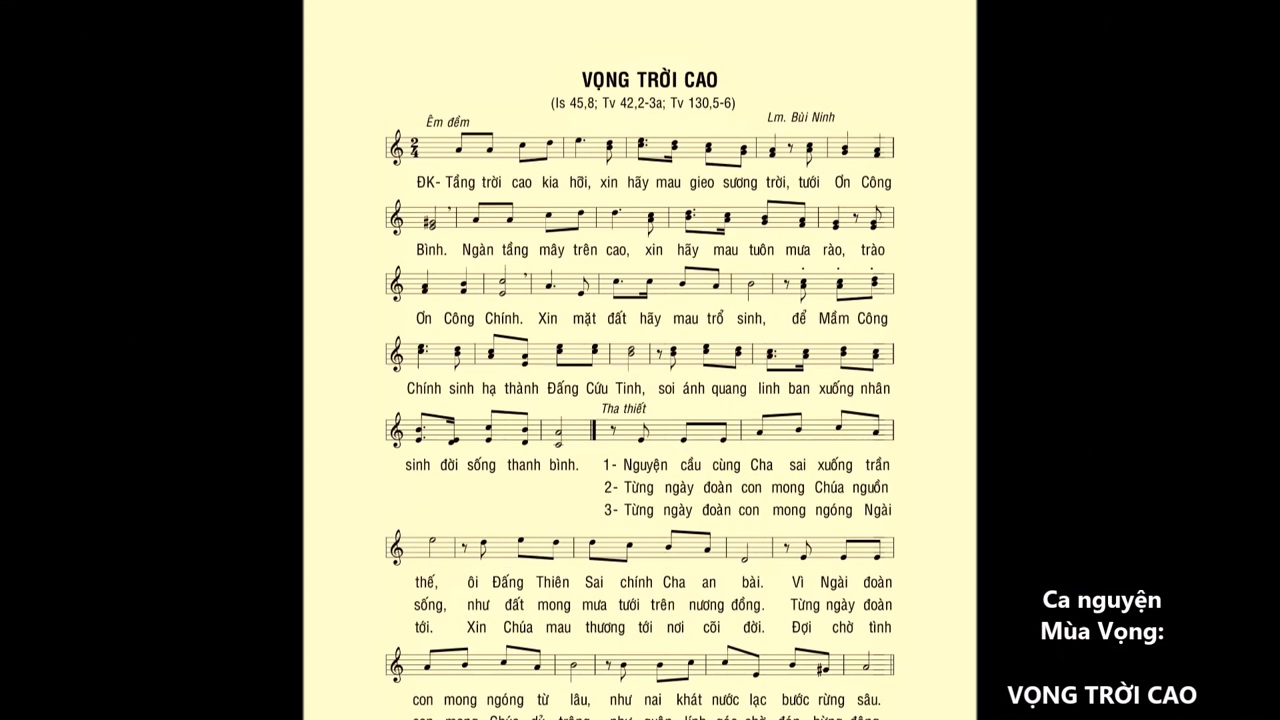 VỌNG TRỜI CAO
(Is 45,8; Tv 42,2-3a; Tv 130,5-6)
Êm đềm
Lm. Bùi Ninh
2
4
ĐK- Tầng trời cao kia hỡi, xin hãy mau gieo sương trời, tưới Ơn Công
Bình. Ngàn tầng mây trên cao, xin hãy mau tuôn mưa rào, trào
Ơn Công Chính. Xin mặt đất hãy mau trổ sinh, để Mầm Công
Chính sinh hạ thành Đấng Cứu Tinh, soi ánh quang linh ban xuống nhân
Tha thiết
sinh đời sống thanh bình. 1- Nguyện cầu cùng Cha sai xuống trần
2- Từng ngày đoàn con mong Chúa nguồn
3- Từng ngày đoàn con mong ngóng Ngài
thế, ôi Đấng Thiên Sai chính Cha an bài. Vì Ngài đoàn
sống, như đất mong mưa tưới trên nương đồng. Từng ngày đoàn
tới. Xin Chúa mau thương tới nơi cõi đời. Đợi chờ tình
con mong ngóng từ lâu, như nai khát nước lạc bước rừng sâu.
Ca nguyện
Mùa Vọng:
VỌNG TRỜI CAO